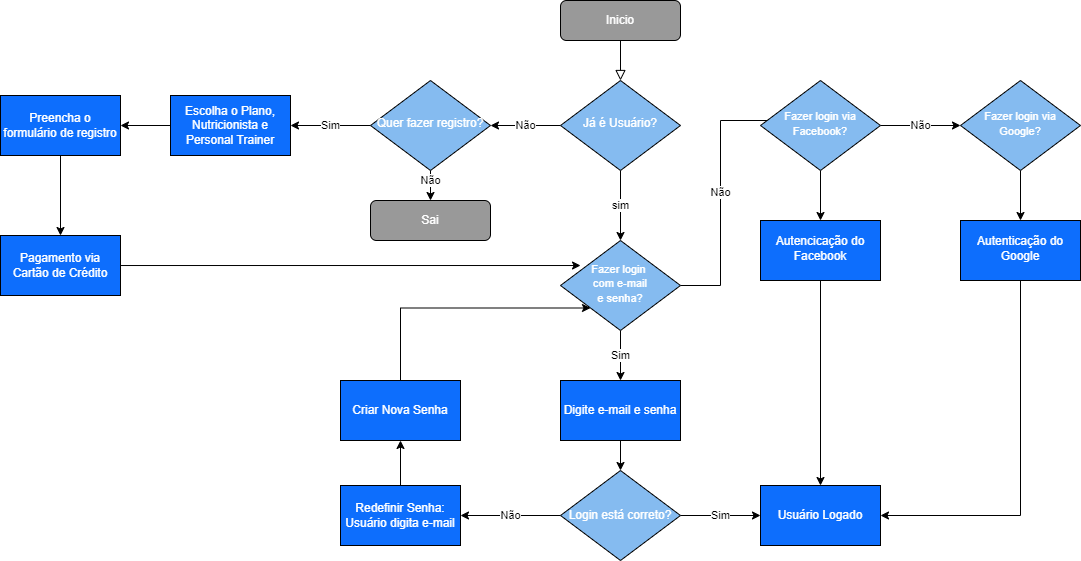 Inicio
Preencha o
formulário de registro
Escolha o Plano,
Nutricionista e
Personal Trainer
Sim
Quer fazer registro?
Não
Já é Usuário?
Fazer login via
Facebook?
Não
Fazer login via
Google?
Não
Sai
sim
Não
Pagamento via
Cartão de Crédito
Fazer login
com e-mail
e senha?
Autencicação do
Facebook
Autenticação do
Google
Sim
Criar Nova Senha
Digite e-mail e senha
Redefinir Senha:
Usuário digita e-mail
Não
Login está correto?
Sim
Usuário Logado